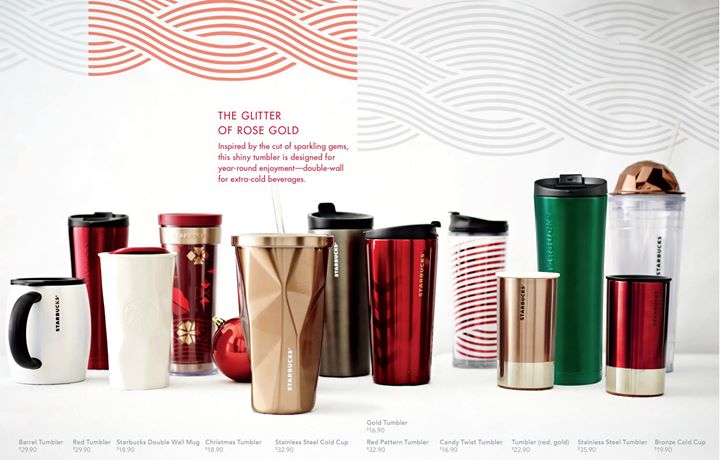 THE GLITTER
OF ROSE GOLD
Inspired by the cut of sparkling gems,
this shiny tumbler is designed for
year-round enjoyment—double-wall
for extra-cold beverages.
STARBUCKS
STARBUCKS
STARBUCKS
STARBUCKS
STARBUCKS
STARBUCKS
STARBUCKS
STARBUCKS
STARBUCKS
Gold Tumbler
$16.90
Barrel Tumbler
$29.90
Red Tumbler
$29.90
Starbucks Double Wall Mug
$18.90
Christmas Tumbler
$18.90
Stainless Steel Cold Cup
$32.90
Red Pattern Tumbler
$32.90
Candy Twist Tumbler
$16.90
Tumbler (red, gold)
$22.90
Stainless Steel Tumbler
$35.90
Bronze Cold Cup
$19.90